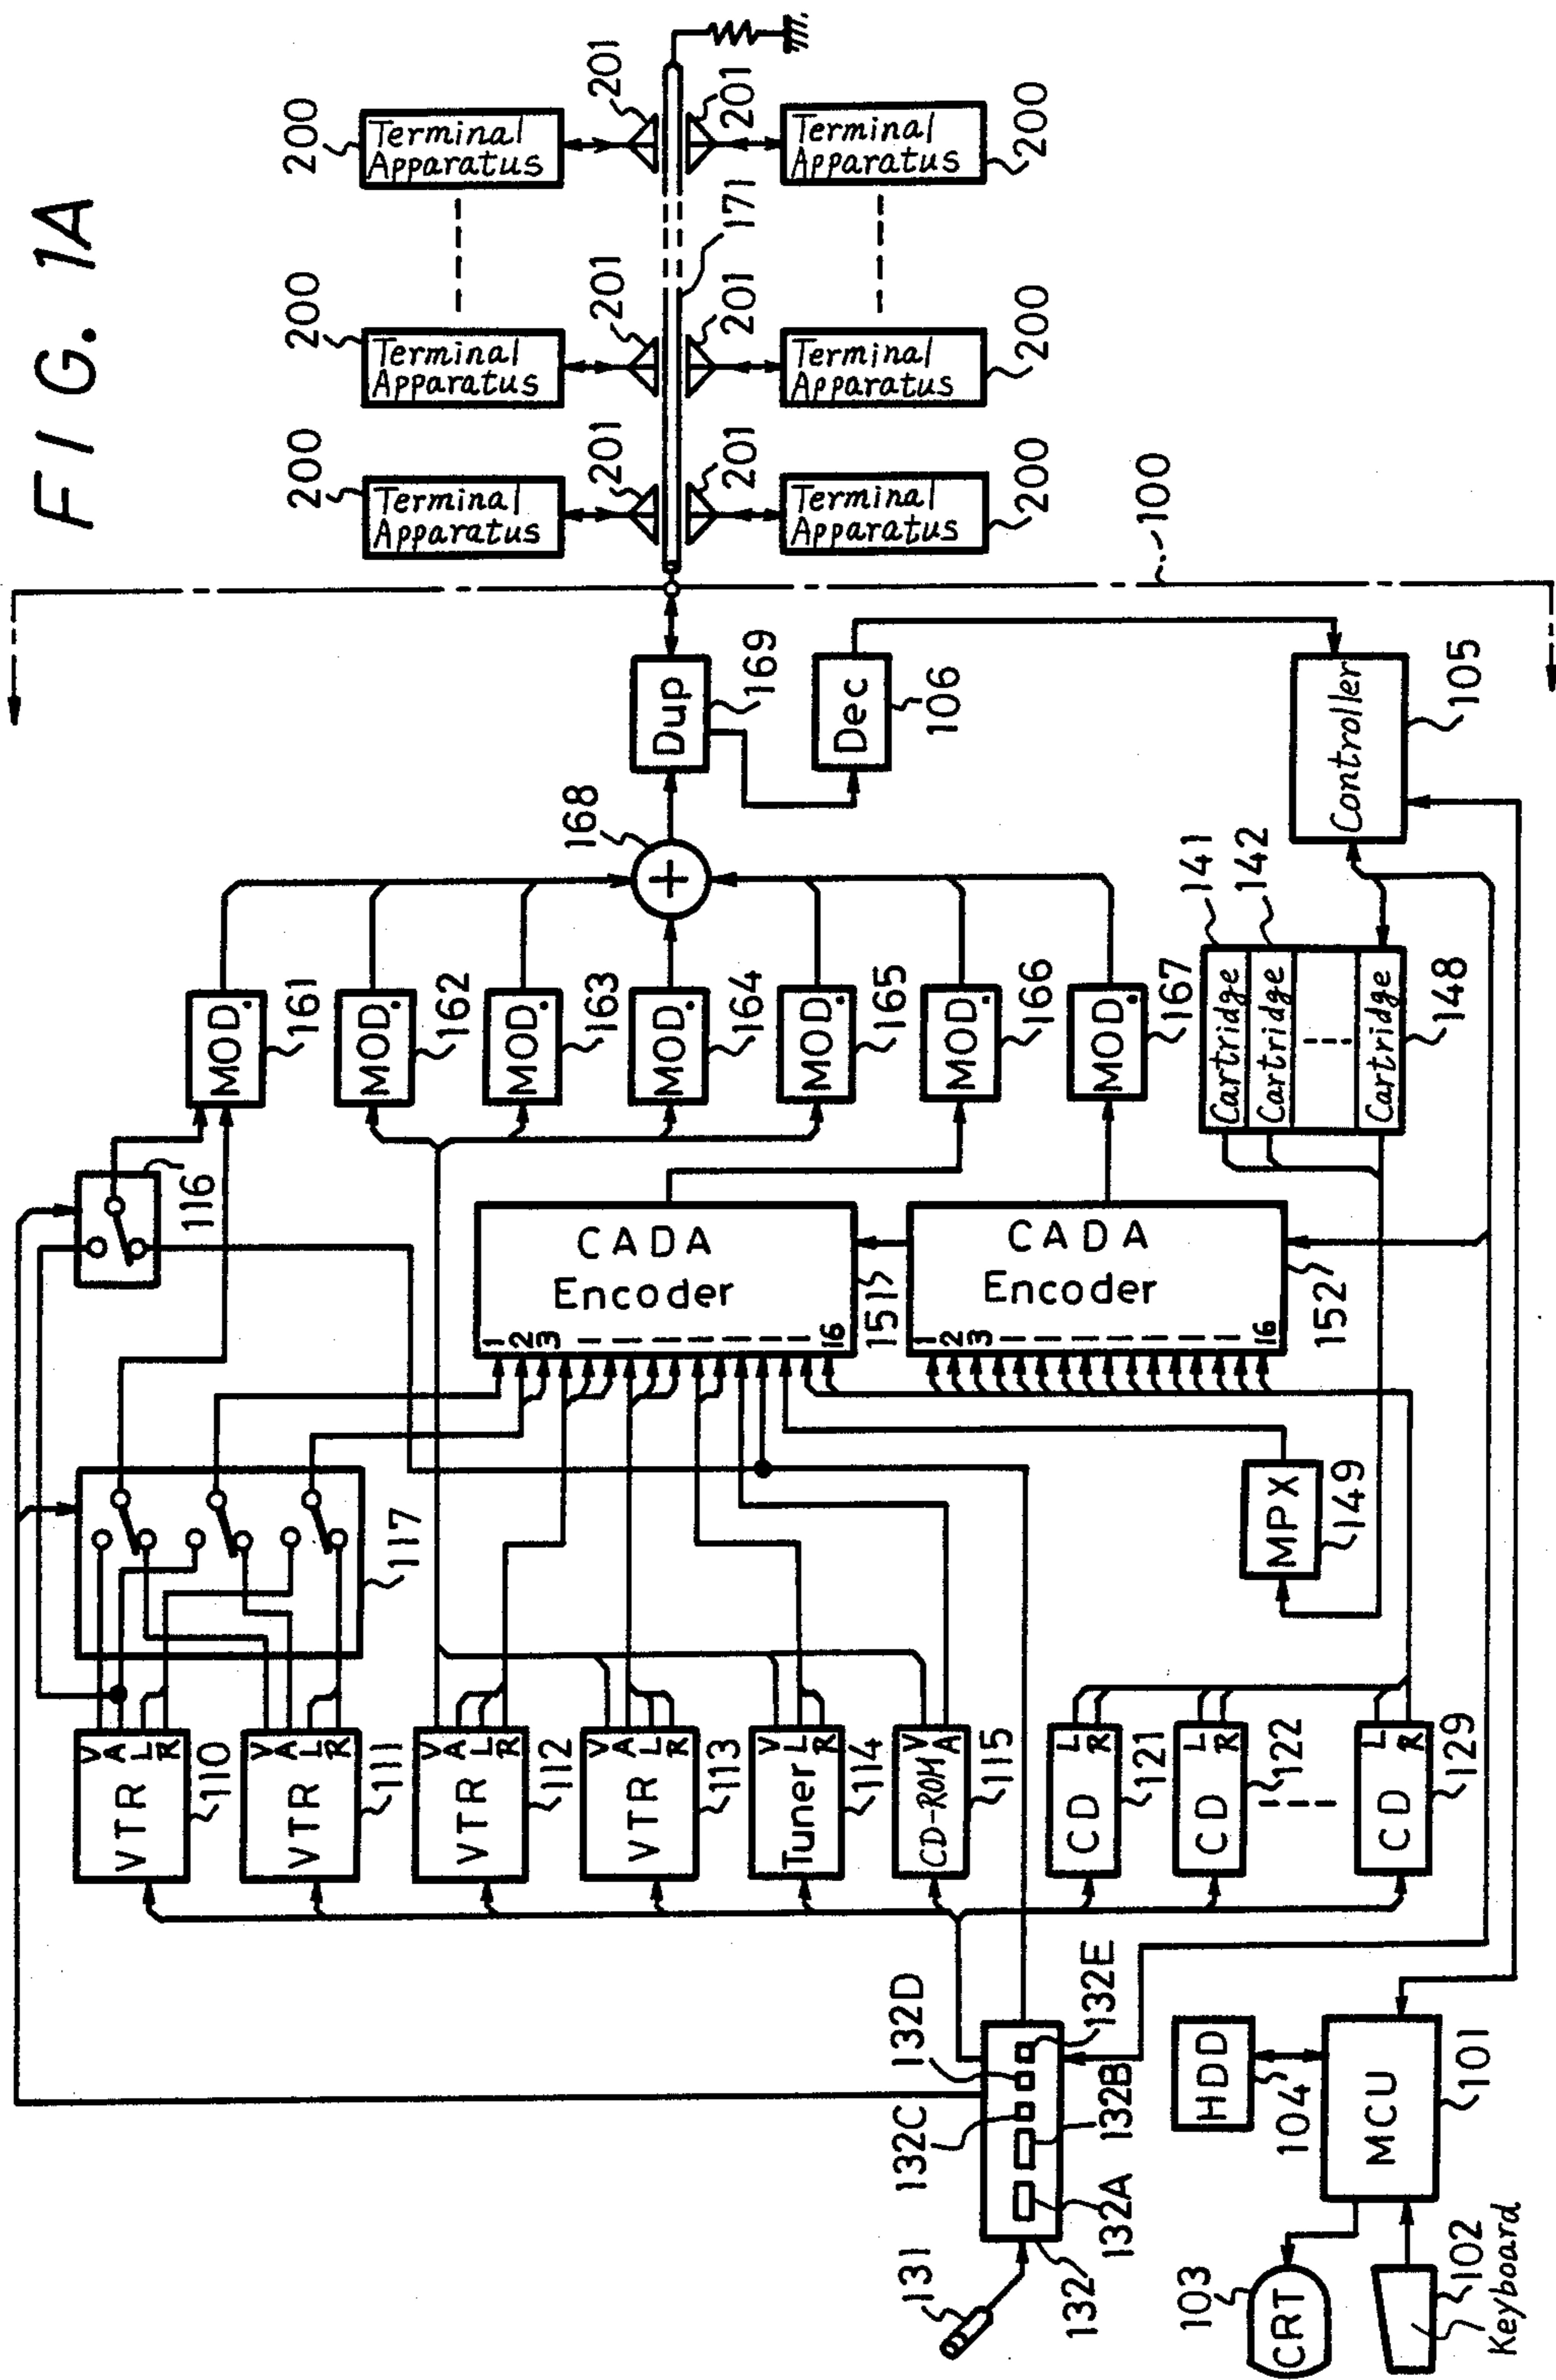 FIG. 1A
200
200
200
Terminal
Apparatus
Terminal
Apparatus
Terminal
Apparatus
201
201
201
201
201
201
171
Terminal
Apparatus
Terminal
Apparatus
Terminal
Apparatus
200
200
200
100
116
117
VTR
V
A
L
R
110
VTR
V
A
L
R
111
VTR
V
A
L
R
112
VTR
V
A
L
R
113
Tuner
V
L
R
114
CD-ROM
V
A
115
CD
L
R
121
CD
L
R
122
CD
L
R
129
MOD.
161
MOD.
162
MOD.
163
MOD.
164
MOD.
165
MOD.
166
MOD.
167
168
Dup
169
Dec
106
CADA
Encoder
1
2
3
16
151
CADA
Encoder
1
2
3
16
152
MPX
149
Cartridge
141
Cartridge
142
Cartridge
148
Controller
105
131
132
132A
132B
132C
132D
132E
HDD
104
MCU
101
CRT
103
102
Keyboard